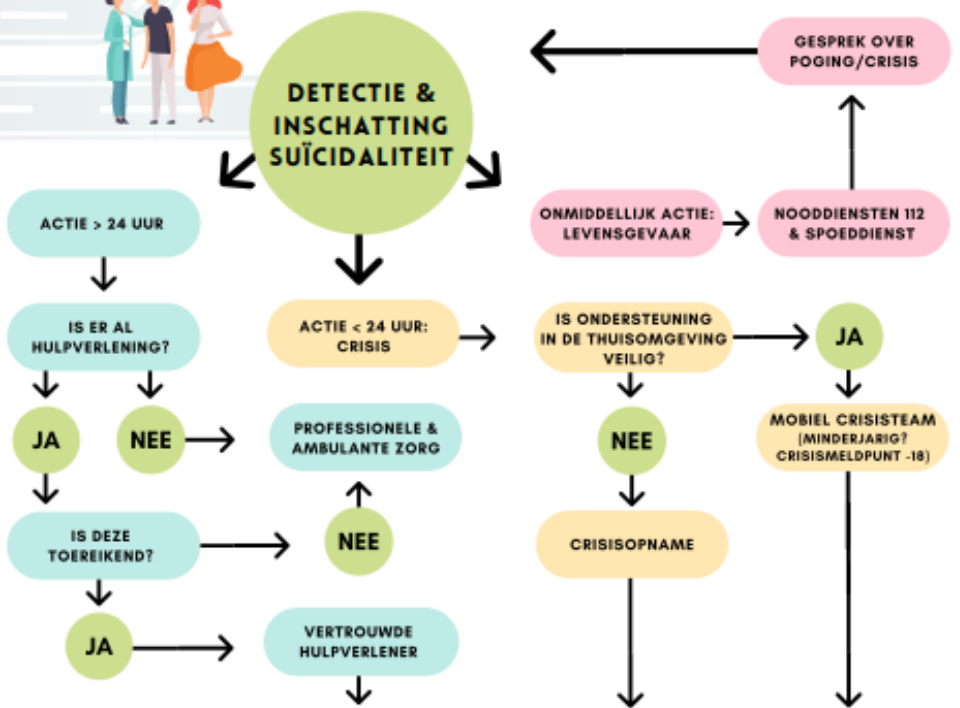 DETECTIE &
INSCHATTING
SUÏCIDALITEIT
GESPREK OVER
POGING/CRISIS
ACTIE > 24 UUR
ONMIDDELLIJK ACTIE:
LEVENSGEVAAR
NOODDIENSTEN 112
& SPOEDDIENST
IS ER AL
HULPVERLENING?
ACTIE < 24 UUR:
CRISIS
IS ONDERSTEUNING
IN DE THUISOMGEVING
VEILIG?
JA
JA
NEE
PROFESSIONELE &
AMBULANTE ZORG
NEE
MOBIEL CRISISTEAM
(MINDERJARIG?
CRISISMELDPUNT -18)
IS DEZE
TOEREIKEND?
NEE
CRISISOPNAME
JA
VERTROUWDE
HULPVERLENER